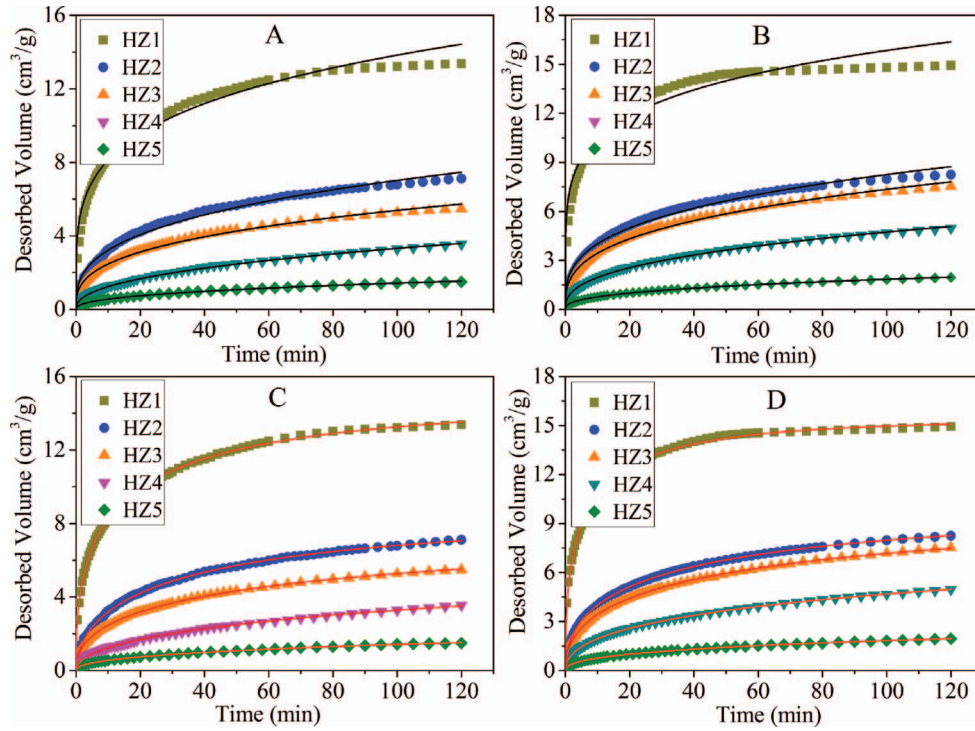 A
HZ1
HZ2
HZ3
HZ4
HZ5
16
12
8
4
0
Desorbed Volume (cm³/g)
0 20 40 60 80 100 120
Time (min)
B
HZ1
HZ2
HZ3
HZ4
HZ5
18
15
12
9
6
3
0
Desorbed Volume (cm³/g)
0 20 40 60 80 100 120
Time (min)
C
HZ1
HZ2
HZ3
HZ4
HZ5
16
12
8
4
0
Desorbed Volume (cm³/g)
0 20 40 60 80 100 120
Time (min)
D
HZ1
HZ2
HZ3
HZ4
HZ5
18
15
12
9
6
3
0
Desorbed Volume (cm³/g)
0 20 40 60 80 100 120
Time (min)